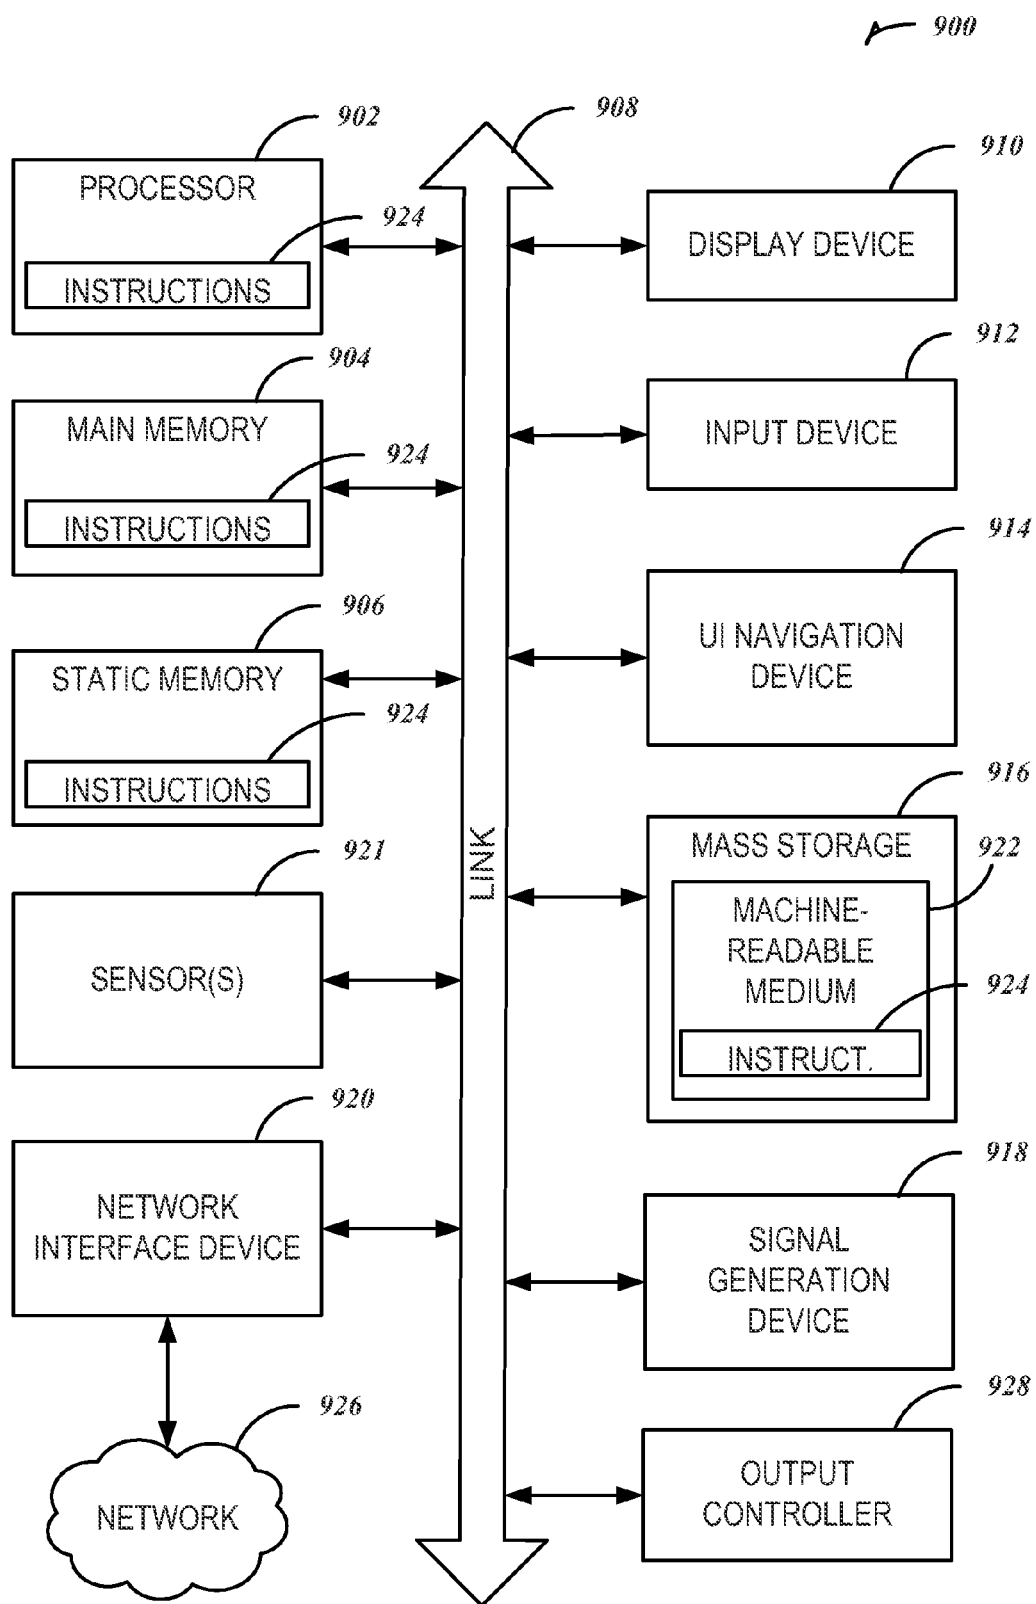 900
908
902
PROCESSOR
924
INSTRUCTIONS
904
MAIN MEMORY
924
INSTRUCTIONS
906
STATIC MEMORY
924
INSTRUCTIONS
921
SENSOR(S)
920
NETWORK
INTERFACE DEVICE
926
NETWORK
LINK
910
DISPLAY DEVICE
912
INPUT DEVICE
914
UI NAVIGATION
DEVICE
916
MASS STORAGE
922
MACHINE-
READABLE
MEDIUM
924
INSTRUCT.
918
SIGNAL
GENERATION
DEVICE
928
OUTPUT
CONTROLLER